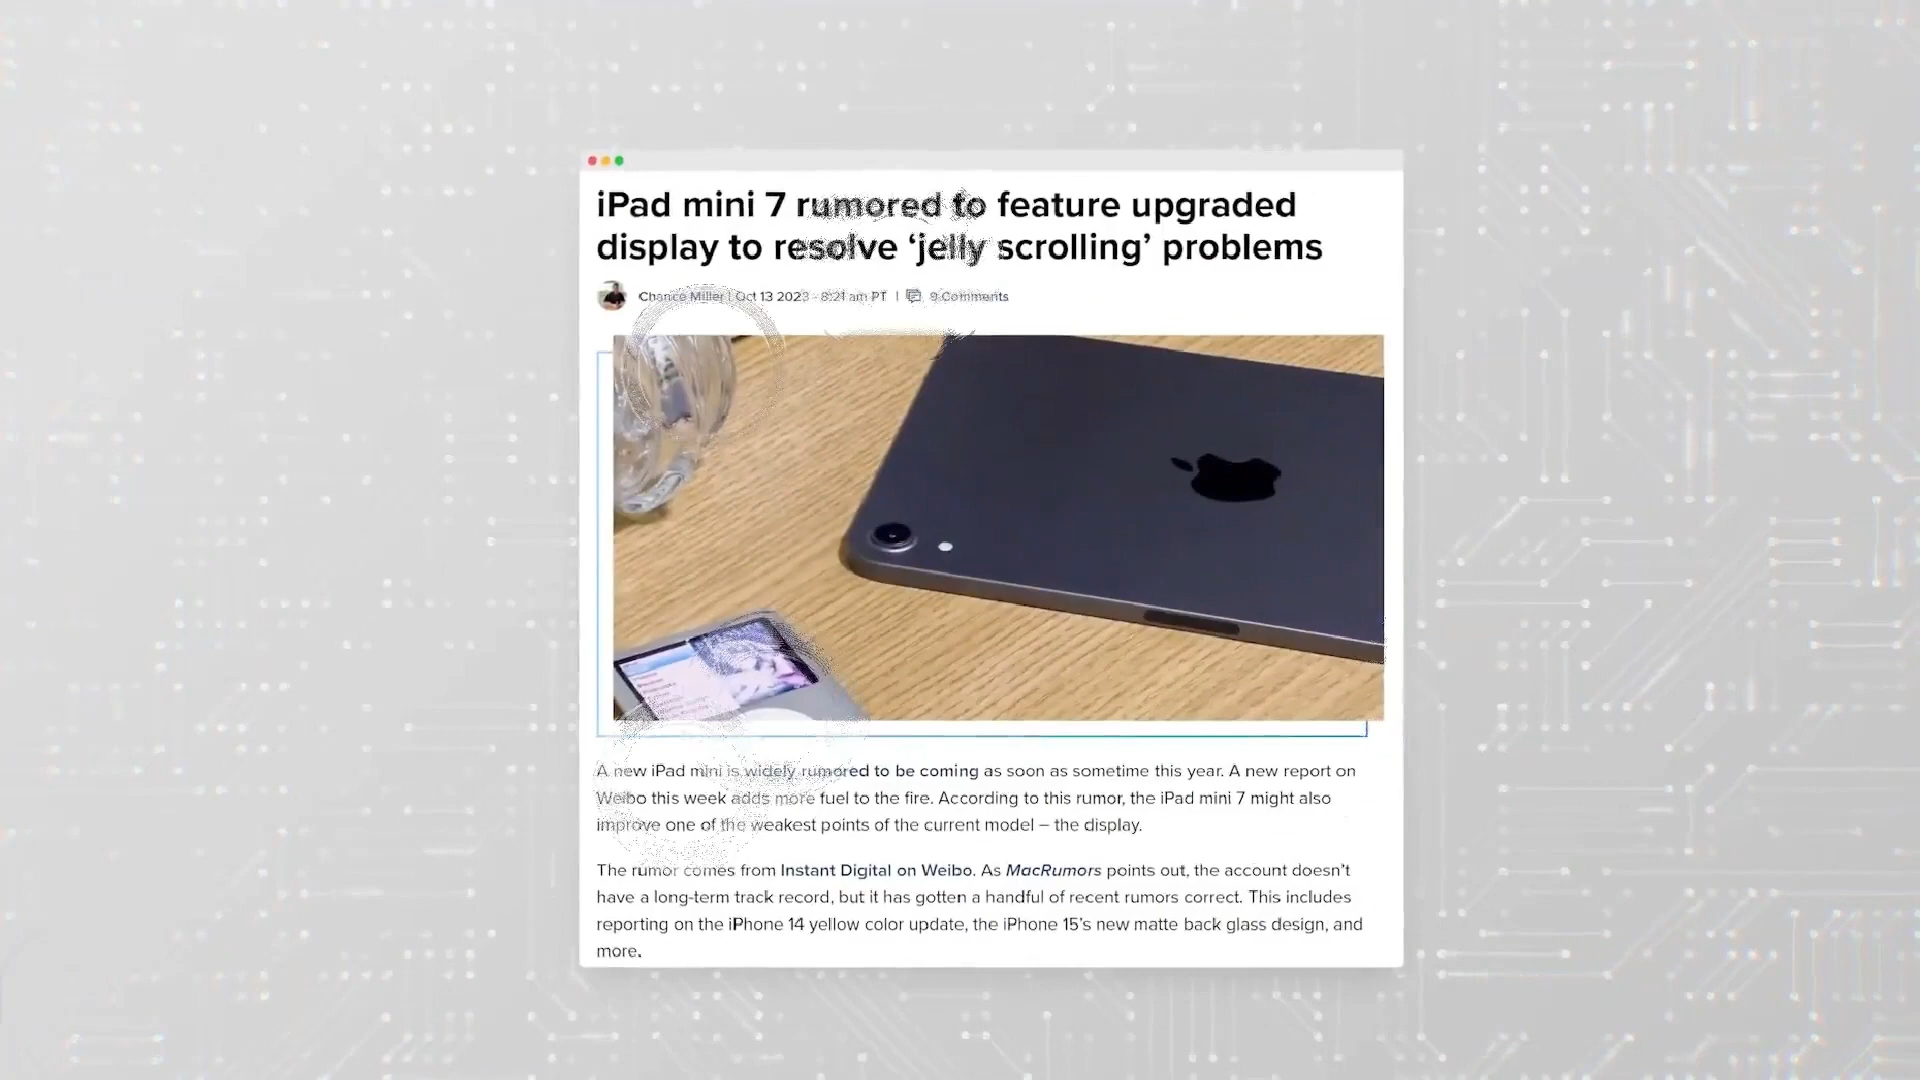 iPad mini 7 rumored to feature upgraded
display to resolve ‘jelly scrolling’ problems
Chance Miller | Oct 13 2023 - 8:21 am PT | 9 Comments
A new iPad mini is widely rumored to be coming as soon as sometime this year. A new report on
Weibo this week adds more fuel to the fire. According to this rumor, the iPad mini 7 might also
improve one of the weakest points of the current model – the display.
The rumor comes from Instant Digital on Weibo. As MacRumors points out, the account doesn’t
have a long-term track record, but it has gotten a handful of recent rumors correct. This includes
reporting on the iPhone 14 yellow color update, the iPhone 15’s new matte back glass design, and
more.